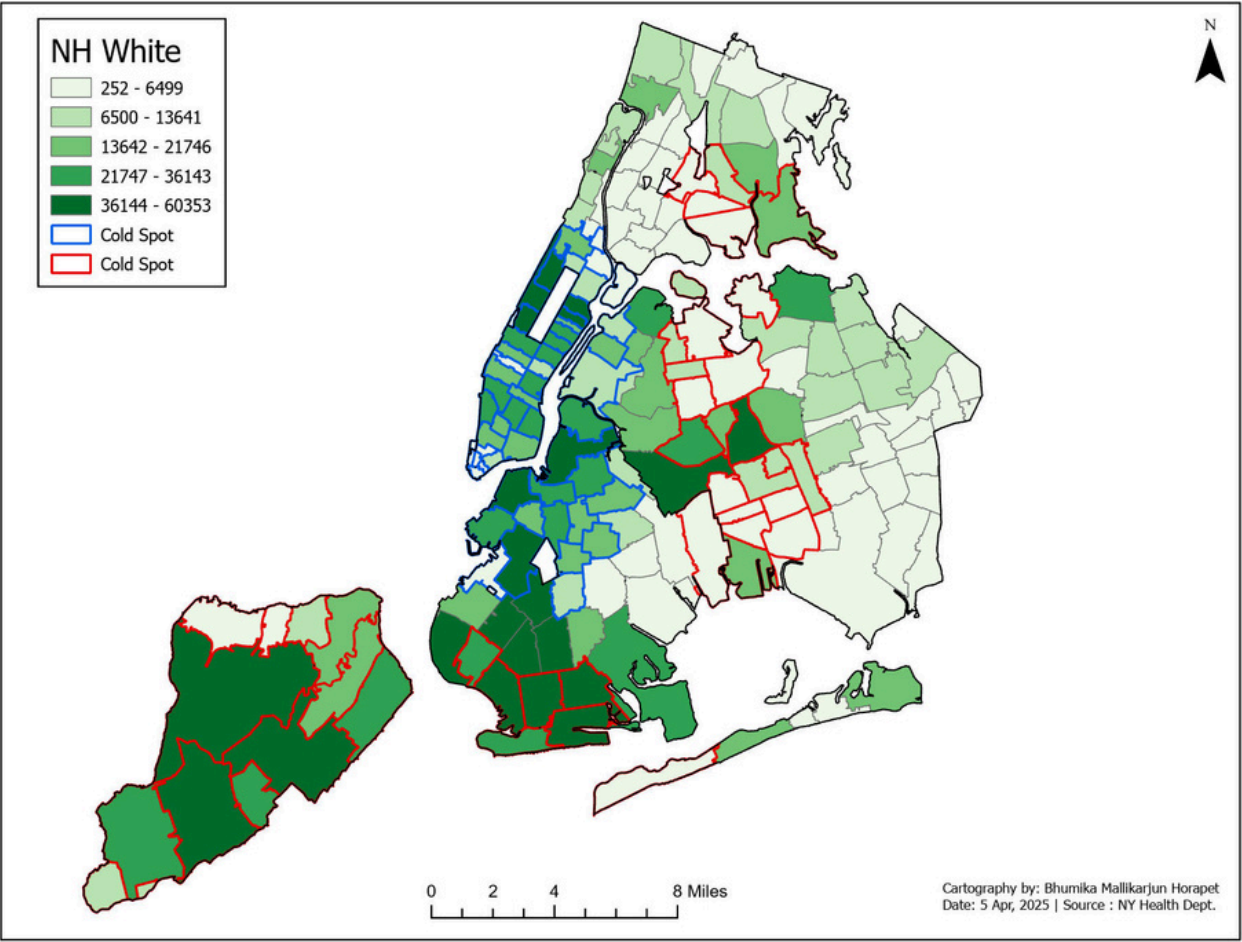 N
NH White
252 - 6499
6500 - 13641
13642 - 21746
21747 - 36143
36144 - 60353
Cold Spot
Cold Spot
0 2 4 8 Miles
Cartography by: Bhumika Mallikarjun Horapet
Date: 5 Apr, 2025 | Source : NY Health Dept.